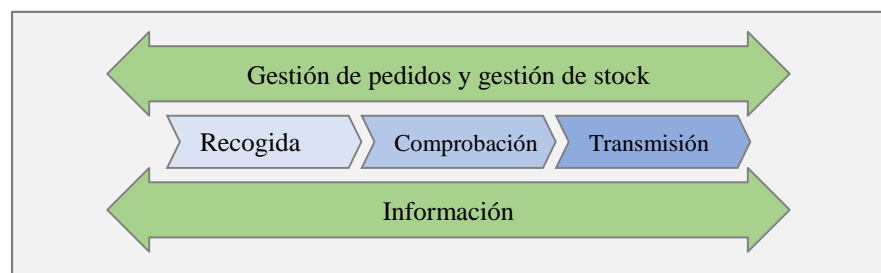 Gestión de pedidos y gestión de stock
Recogida
Comprobación
Transmisión
Información